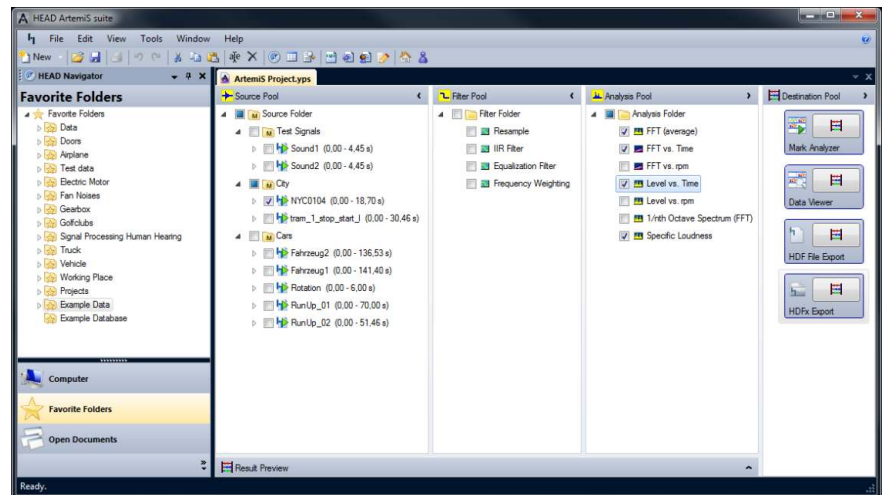 HEAD ArtemiS suite
File Edit View Tools Window Help
New
HEAD Navigator
Favorite Folders
Favorite Folders
Data
Doors
Airplane
Test data
Electric Motor
Fan Noises
Gearbox
Golfclubs
Signal Processing Human Hearing
Truck
Vehicle
Working Place
Projects
Example Data
Example Database
Computer
Favorite Folders
Open Documents
ArtemiS Project.yps
Source Pool
Source Folder
Test Signals
Sound1 (0,00 - 4,45 s)
Sound2 (0,00 - 4,45 s)
City
NYC0104 (0,00 - 18,70 s)
tram_1_stop_start_l (0,00 - 30,46 s)
Cars
Fahrzeug2 (0,00 - 136,53 s)
Fahrzeug1 (0,00 - 141,40 s)
Rotation (0,00 - 6,00 s)
RunUp_01 (0,00 - 70,00 s)
RunUp_02 (0,00 - 51,46 s)
Filter Pool
Filter Folder
Resample
IIR Filter
Equalization Filter
Frequency Weighting
Analysis Pool
Analysis Folder
FFT (average)
FFT vs. Time
FFT vs. rpm
Level vs. Time
Level vs. rpm
1/nth Octave Spectrum (FFT)
Specific Loudness
Destination Pool
Mark Analyzer
Data Viewer
HDF File Export
HDFx Export
Result Preview
Ready.